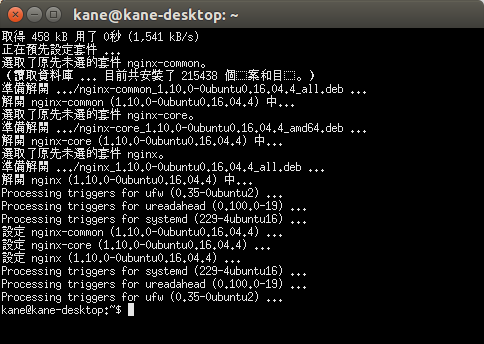 kane@kane-desktop: ~
取得 458 kB 用了 0秒 (1,541 kB/s)
正在預先設定套件 ...
選取了原先未選的套件 nginx-common。
(讀取資料庫 ... 目前共安裝了 215438 個案和目。)
準備解開 .../nginx-common_1.10.0-0ubuntu0.16.04.4_all.deb ...
解開 nginx-common (1.10.0-0ubuntu0.16.04.4) 中...
選取了原先未選的套件 nginx-core。
準備解開 .../nginx-core_1.10.0-0ubuntu0.16.04.4_amd64.deb ...
解開 nginx-core (1.10.0-0ubuntu0.16.04.4) 中...
選取了原先未選的套件 nginx。
準備解開 .../nginx_1.10.0-0ubuntu0.16.04.4_all.deb ...
解開 nginx (1.10.0-0ubuntu0.16.04.4) 中...
Processing triggers for ufw (0.35-0ubuntu2) ...
Processing triggers for ureadahead (0.100.0-19) ...
Processing triggers for systemd (229-4ubuntu16) ...
設定 nginx-common (1.10.0-0ubuntu0.16.04.4) ...
設定 nginx-core (1.10.0-0ubuntu0.16.04.4) ...
設定 nginx (1.10.0-0ubuntu0.16.04.4) ...
Processing triggers for systemd (229-4ubuntu16) ...
Processing triggers for ureadahead (0.100.0-19) ...
Processing triggers for ufw (0.35-0ubuntu2) ...
kane@kane-desktop:~$